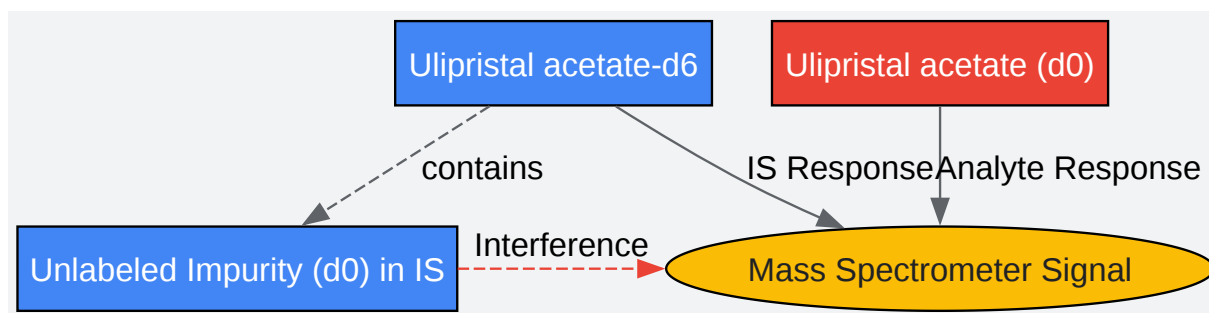 Ulipristal acetate-d6
Ulipristal acetate (d0)
contains
IS Response
Analyte Response
Unlabeled Impurity (d0) in IS
Interference
Mass Spectrometer Signal